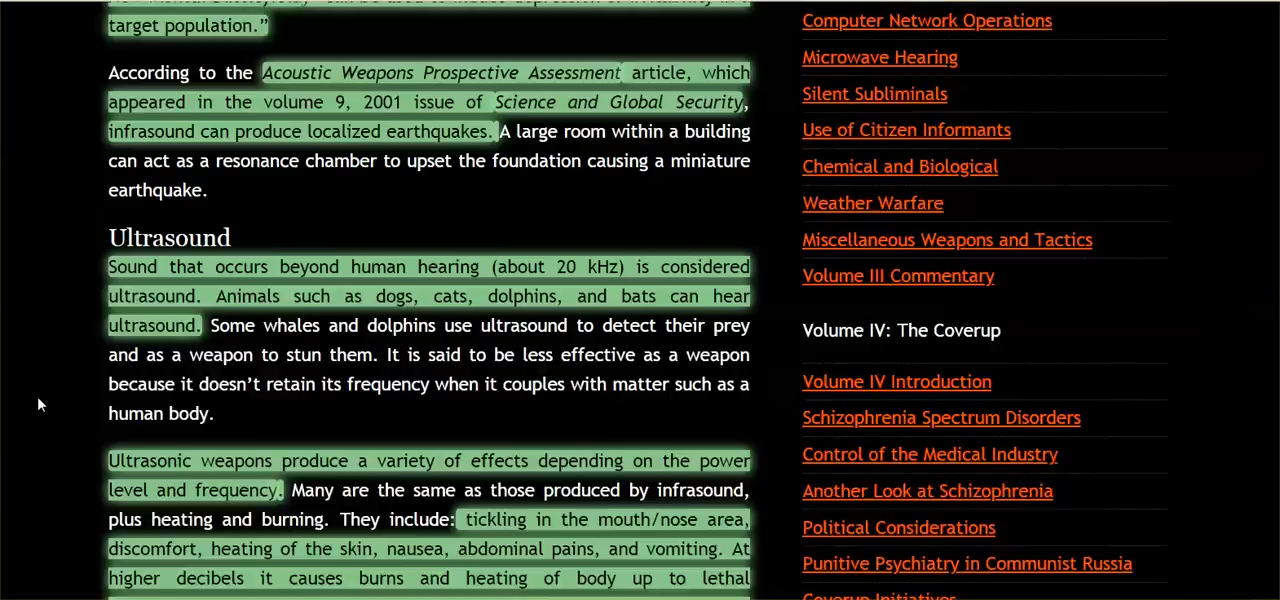 target population.”
According to the Acoustic Weapons Prospective Assessment article, which
appeared in the volume 9, 2001 issue of Science and Global Security,
infrasound can produce localized earthquakes. A large room within a building
can act as a resonance chamber to upset the foundation causing a miniature
earthquake.
Ultrasound
Sound that occurs beyond human hearing (about 20 kHz) is considered
ultrasound. Animals such as dogs, cats, dolphins, and bats can hear
ultrasound. Some whales and dolphins use ultrasound to detect their prey
and as a weapon to stun them. It is said to be less effective as a weapon
because it doesn’t retain its frequency when it couples with matter such as a
human body.
Ultrasonic weapons produce a variety of effects depending on the power
level and frequency. Many are the same as those produced by infrasound,
plus heating and burning. They include: tickling in the mouth/nose area,
discomfort, heating of the skin, nausea, abdominal pains, and vomiting. At
higher decibels it causes burns and heating of body up to lethal
Computer Network Operations
Microwave Hearing
Silent Subliminals
Use of Citizen Informants
Chemical and Biological
Weather Warfare
Miscellaneous Weapons and Tactics
Volume III Commentary
Volume IV: The Coverup
Volume IV Introduction
Schizophrenia Spectrum Disorders
Control of the Medical Industry
Another Look at Schizophrenia
Political Considerations
Punitive Psychiatry in Communist Russia
Coverup Initiatives